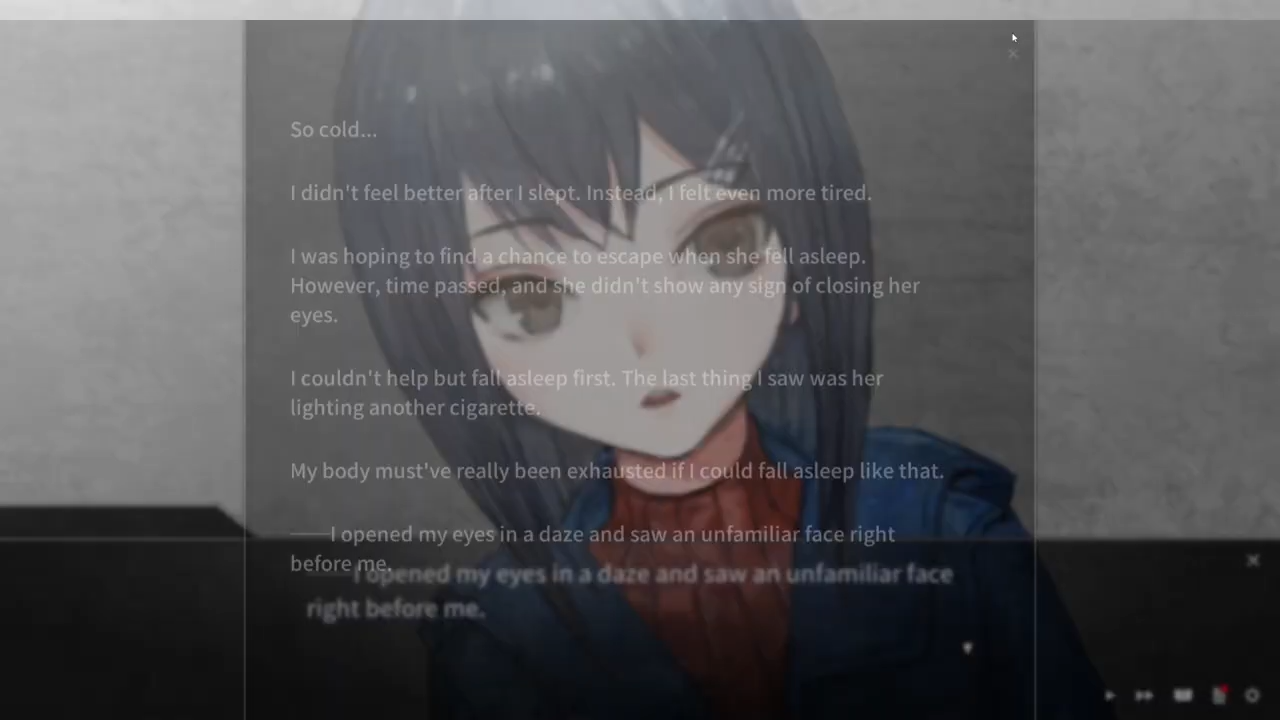 So cold...
I didn't feel better after I slept. Instead, I felt even more tired.
I was hoping to find a chance to escape when she fell asleep.
However, time passed, and she didn't show any sign of closing her
eyes.
I couldn't help but fall asleep first. The last thing I saw was her
lighting another cigarette.
My body must've really been exhausted if I could fall asleep like that.
——I opened my eyes in a daze and saw an unfamiliar face right
before me.
——I opened my eyes in a daze and saw an unfamiliar face
right before me.